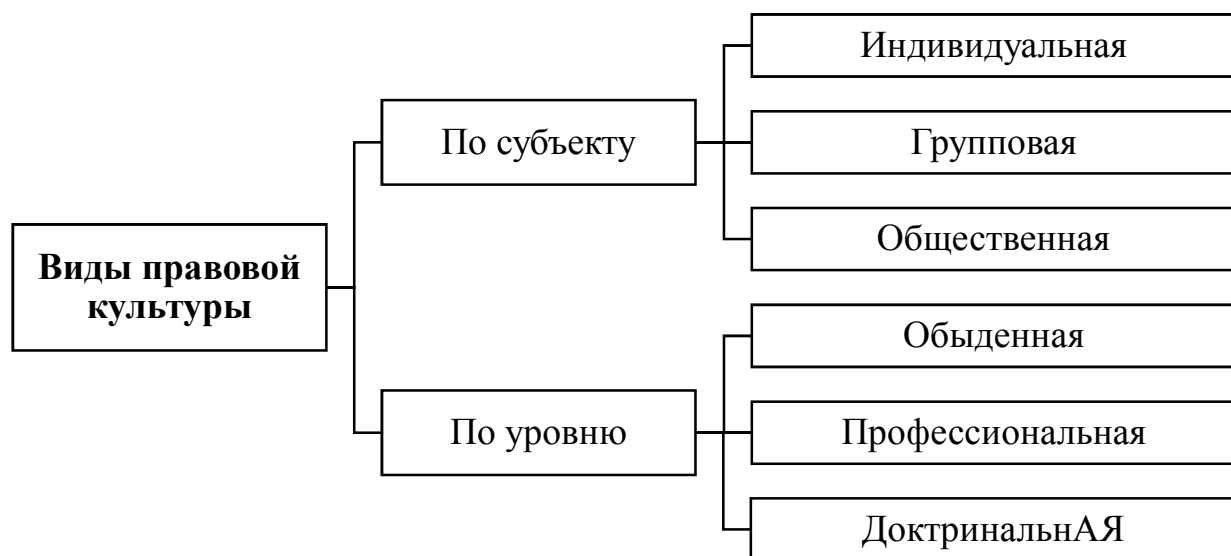 Виды правовой
культуры
По субъекту
Индивидуальная
Групповая
Общественная
По уровню
Обыденная
Профессиональная
ДоктринальнАЯ